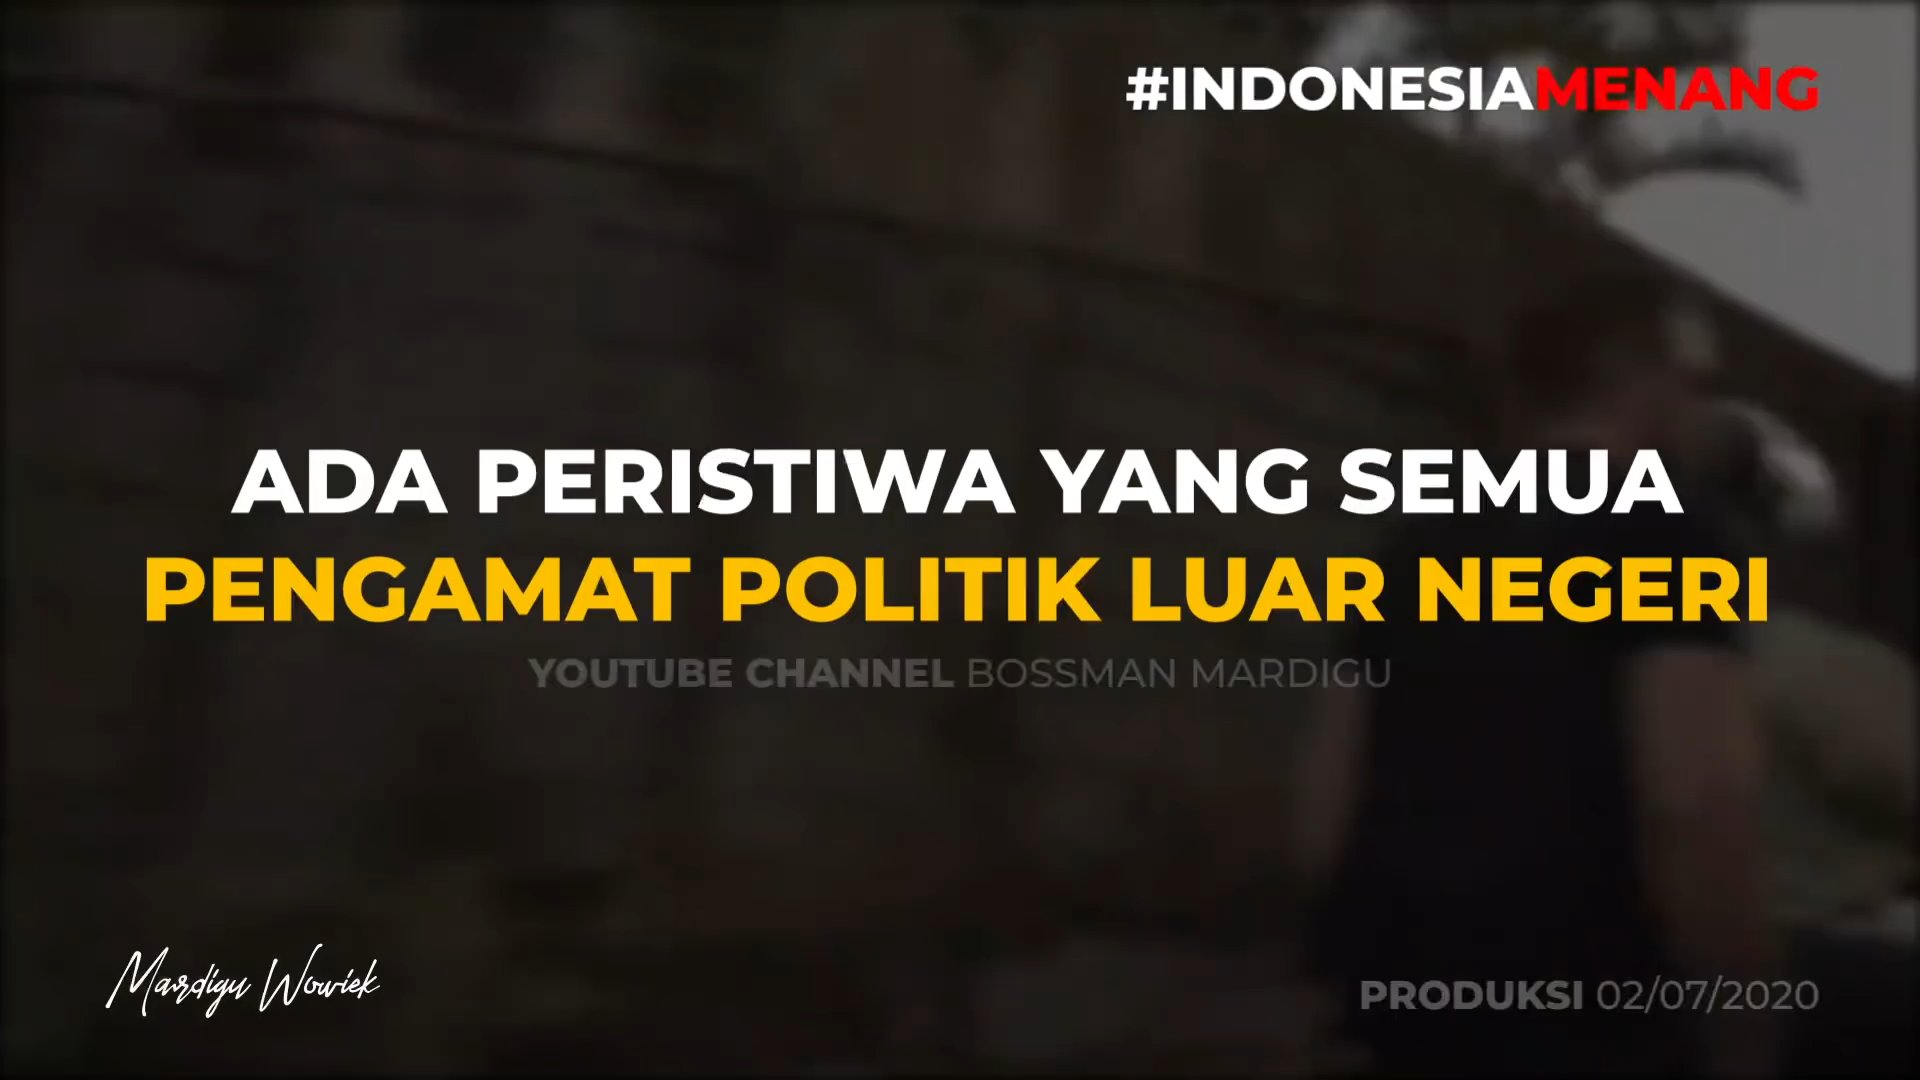 #INDONESIAMENANG
ADA PERISTIWA YANG SEMUA
PENGAMAT POLITIK LUAR NEGERI
YOUTUBE CHANNEL BOSSMAN MARDIGU
Mardigu Wowiek
PRODUKSI 02/07/2020